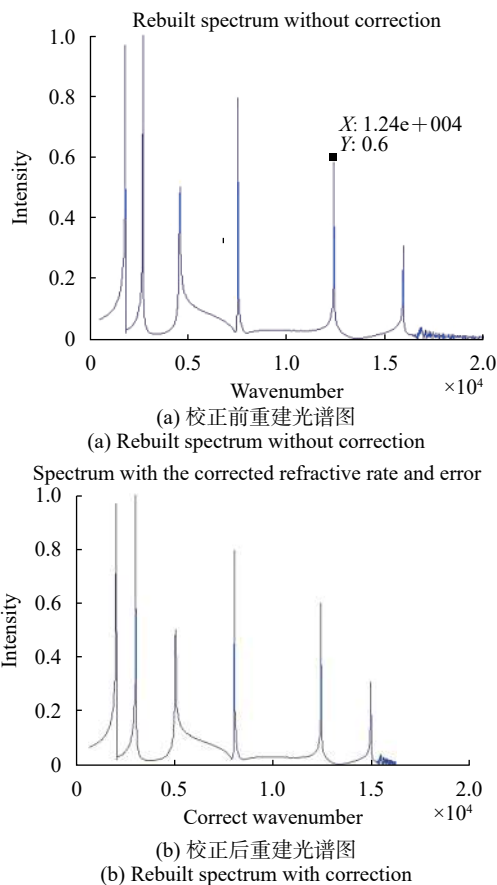 Rebuilt spectrum without correction
1.0
0.8
0.6
0.4
0.2
0
Intensity
X: 1.24e+004
Y: 0.6
0 0.5 1.0 1.5 2.0
Wavenumber ×10⁴
(a) 校正前重建光谱图
(a) Rebuilt spectrum without correction
Spectrum with the corrected refractive rate and error
1.0
0.8
0.6
0.4
0.2
0
Intensity
0 0.5 1.0 1.5 2.0
Correct wavenumber ×10⁴
(b) 校正后重建光谱图
(b) Rebuilt spectrum with correction